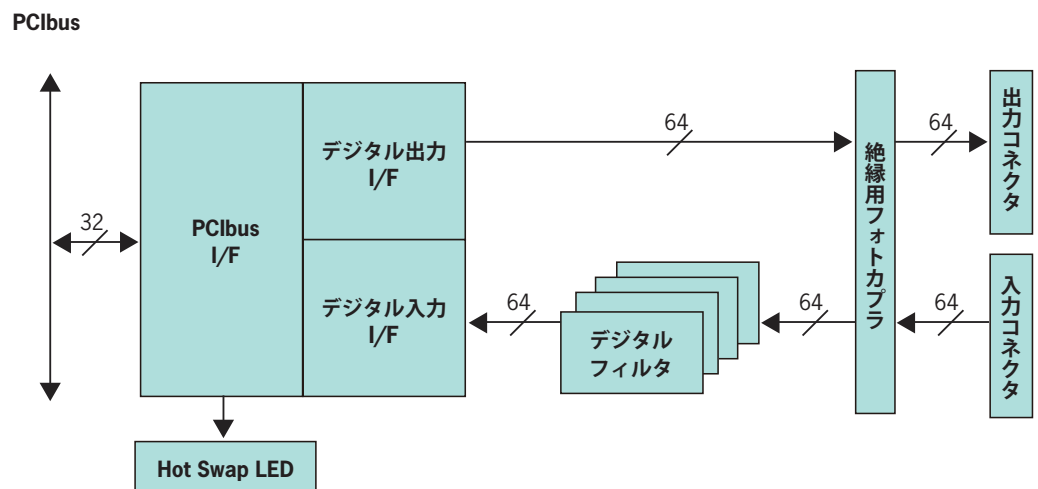 PCIbus
32
PCIbus
I/F
デジタル出力
I/F
デジタル入力
I/F
64
64
64
64
64
デジタル
フィルタ
絶縁用フォトカプラ
出力コネクタ
入力コネクタ
Hot Swap LED